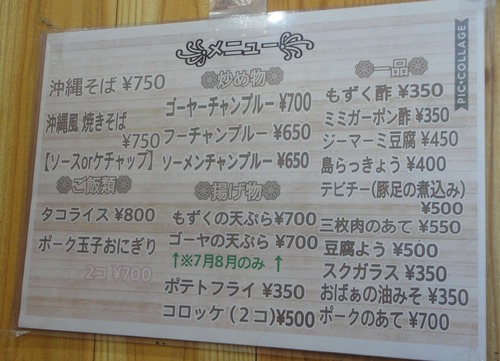 メニュー
沖縄そば ¥750
沖縄風 焼きそば
¥750
【ソースorケチャップ】
ご飯類
タコライス ¥800
ポーク玉子おにぎり
2コ ¥700
炒め物
ゴーヤーチャンプルー ¥700
フーチャンプルー ¥650
ソーメンチャンプルー ¥650
揚げ物
もずくの天ぷら ¥700
ゴーヤの天ぷら ¥700
↑※7月8月のみ ↑
ポテトフライ ¥350
コロッケ (2コ) ¥500
一品
もずく酢 ¥350
ミミガーポン酢 ¥350
ジーマーミ豆腐 ¥450
島らっきょう ¥400
テビチー(豚足の煮込み)
¥500
三枚肉のあて ¥550
豆腐よう ¥500
スクガラス ¥350
おばぁの油みそ ¥350
ポークのあて ¥700
PIC•COLLAGE